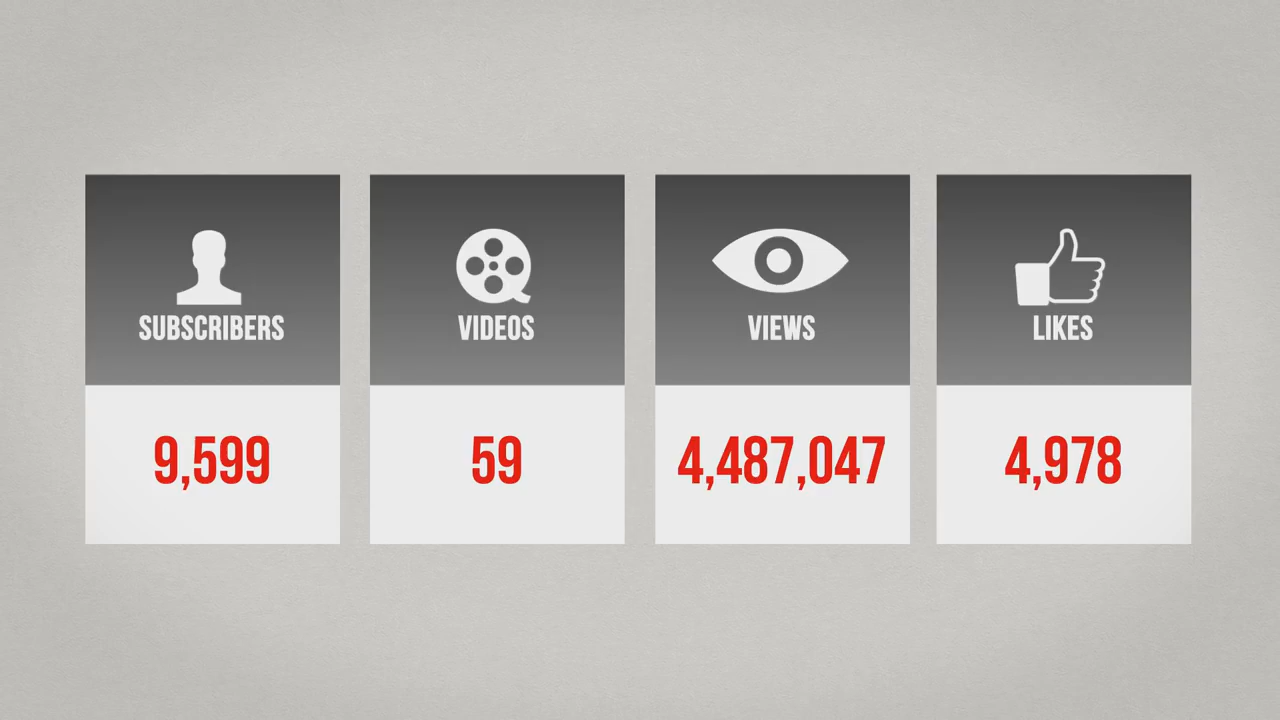 SUBSCRIBERS
9,599
VIDEOS
59
VIEWS
4,487,047
LIKES
4,978